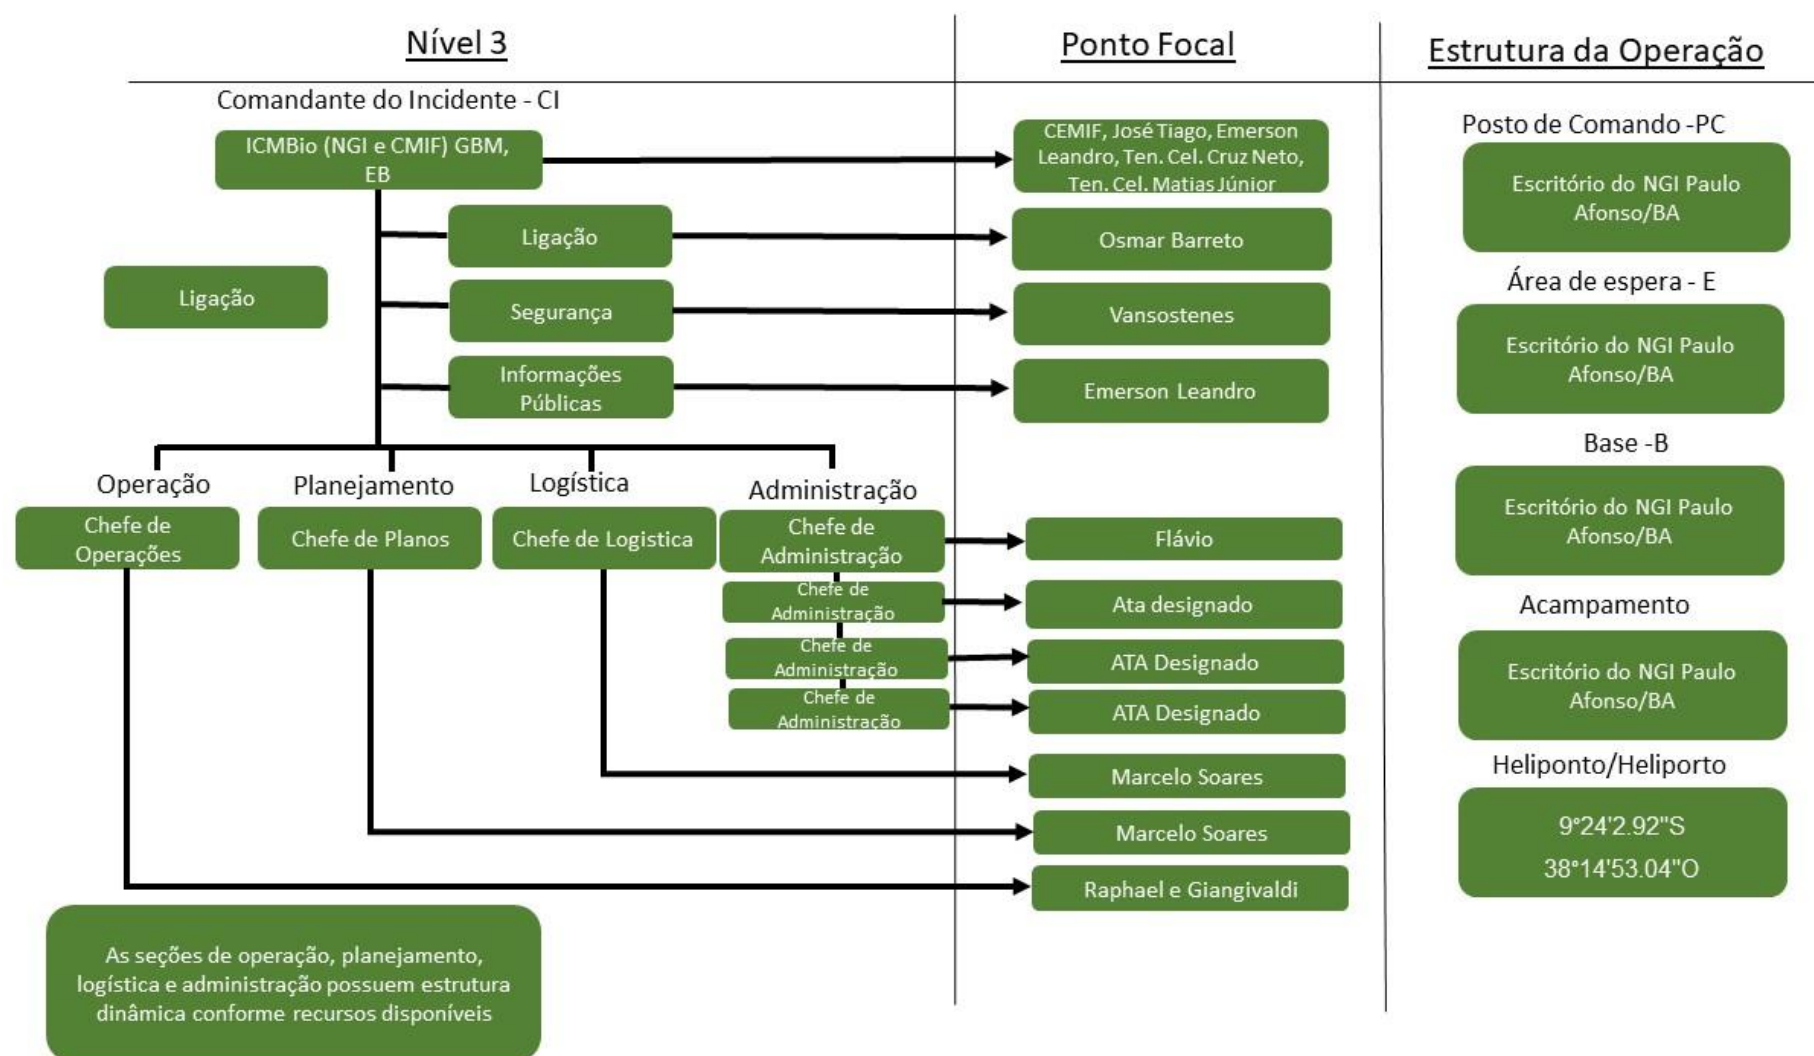 Nível 3
Ponto Focal
Estrutura da Operação
Comandante do Incidente - CI
ICMBio (NGI e CMIF) GBM,
EB
CEMIF, José Tiago, Emerson
Leandro, Ten. Cel. Cruz Neto,
Ten. Cel. Matias Júnior
Ligação
Osmar Barreto
Ligação
Segurança
Vansostenes
Informações
Públicas
Emerson Leandro
Operação
Chefe de
Operações
Planejamento
Chefe de Planos
Logística
Chefe de Logistica
Administração
Chefe de
Administração
Flávio
Chefe de
Administração
Ata designado
Chefe de
Administração
ATA Designado
Chefe de
Administração
ATA Designado
Marcelo Soares
Marcelo Soares
Raphael e Giangivaldi
As seções de operação, planejamento,
logística e administração possuem estrutura
dinâmica conforme recursos disponíveis
Posto de Comando -PC
Escritório do NGI Paulo
Afonso/BA
Área de espera - E
Escritório do NGI Paulo
Afonso/BA
Base -B
Escritório do NGI Paulo
Afonso/BA
Acampamento
Escritório do NGI Paulo
Afonso/BA
Heliponto/Heliporto
9°24'2.92"S
38°14'53.04"O